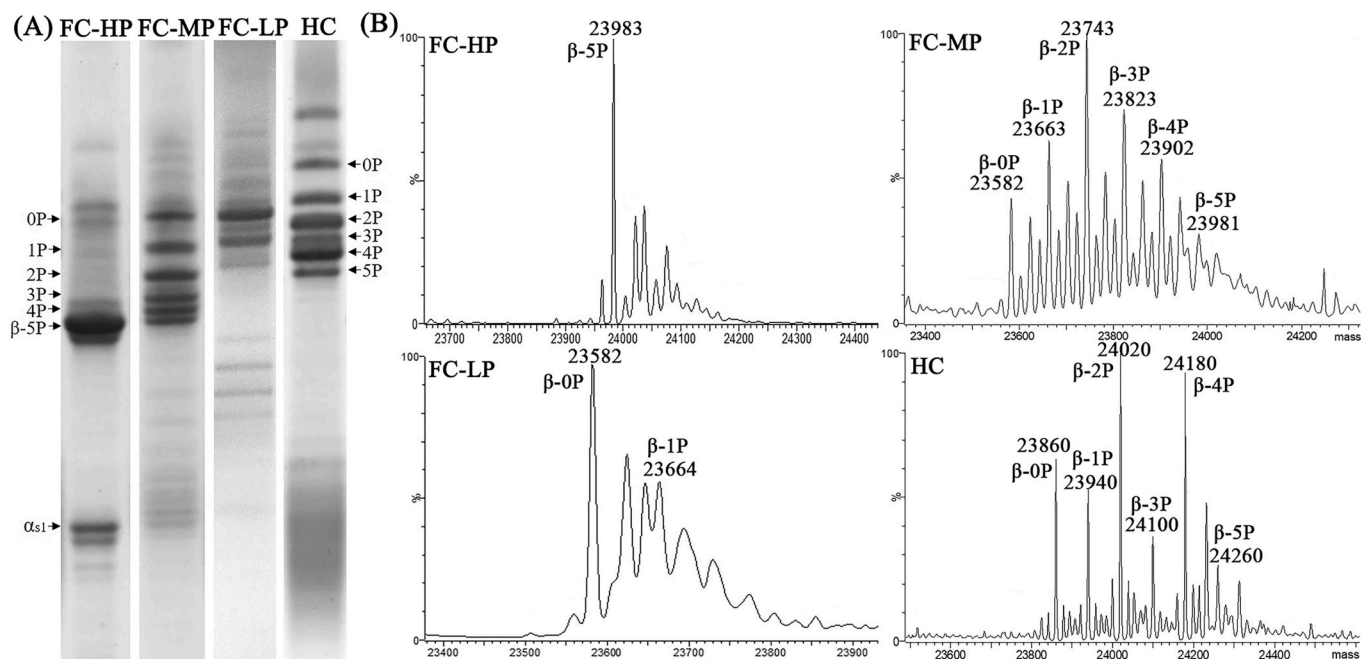 (A) FC-HP FC-MP FC-LP HC (B)
0P
1P
2P
3P
4P
β-5P
αs1
0P
1P
2P
3P
4P
5P
FC-HP
23983
β-5P
100
%
0
23700 23800 23900 24000 24100 24200 24300 24400
FC-MP
23743
β-2P
β-3P
23823
β-1P
23663
β-4P
23902
β-0P
23582
β-5P
23981
100
%
0
23400 23600 23800 24000 24200 mass
FC-LP
23582
β-0P
β-1P
23664
100
%
0
23400 23500 23600 23700 23800 23900
HC
24020
β-2P
24180
β-4P
23860
β-0P
β-1P
23940
β-3P
24100
β-5P
24260
100
%
0
23600 23800 24000 24200 24400 mass